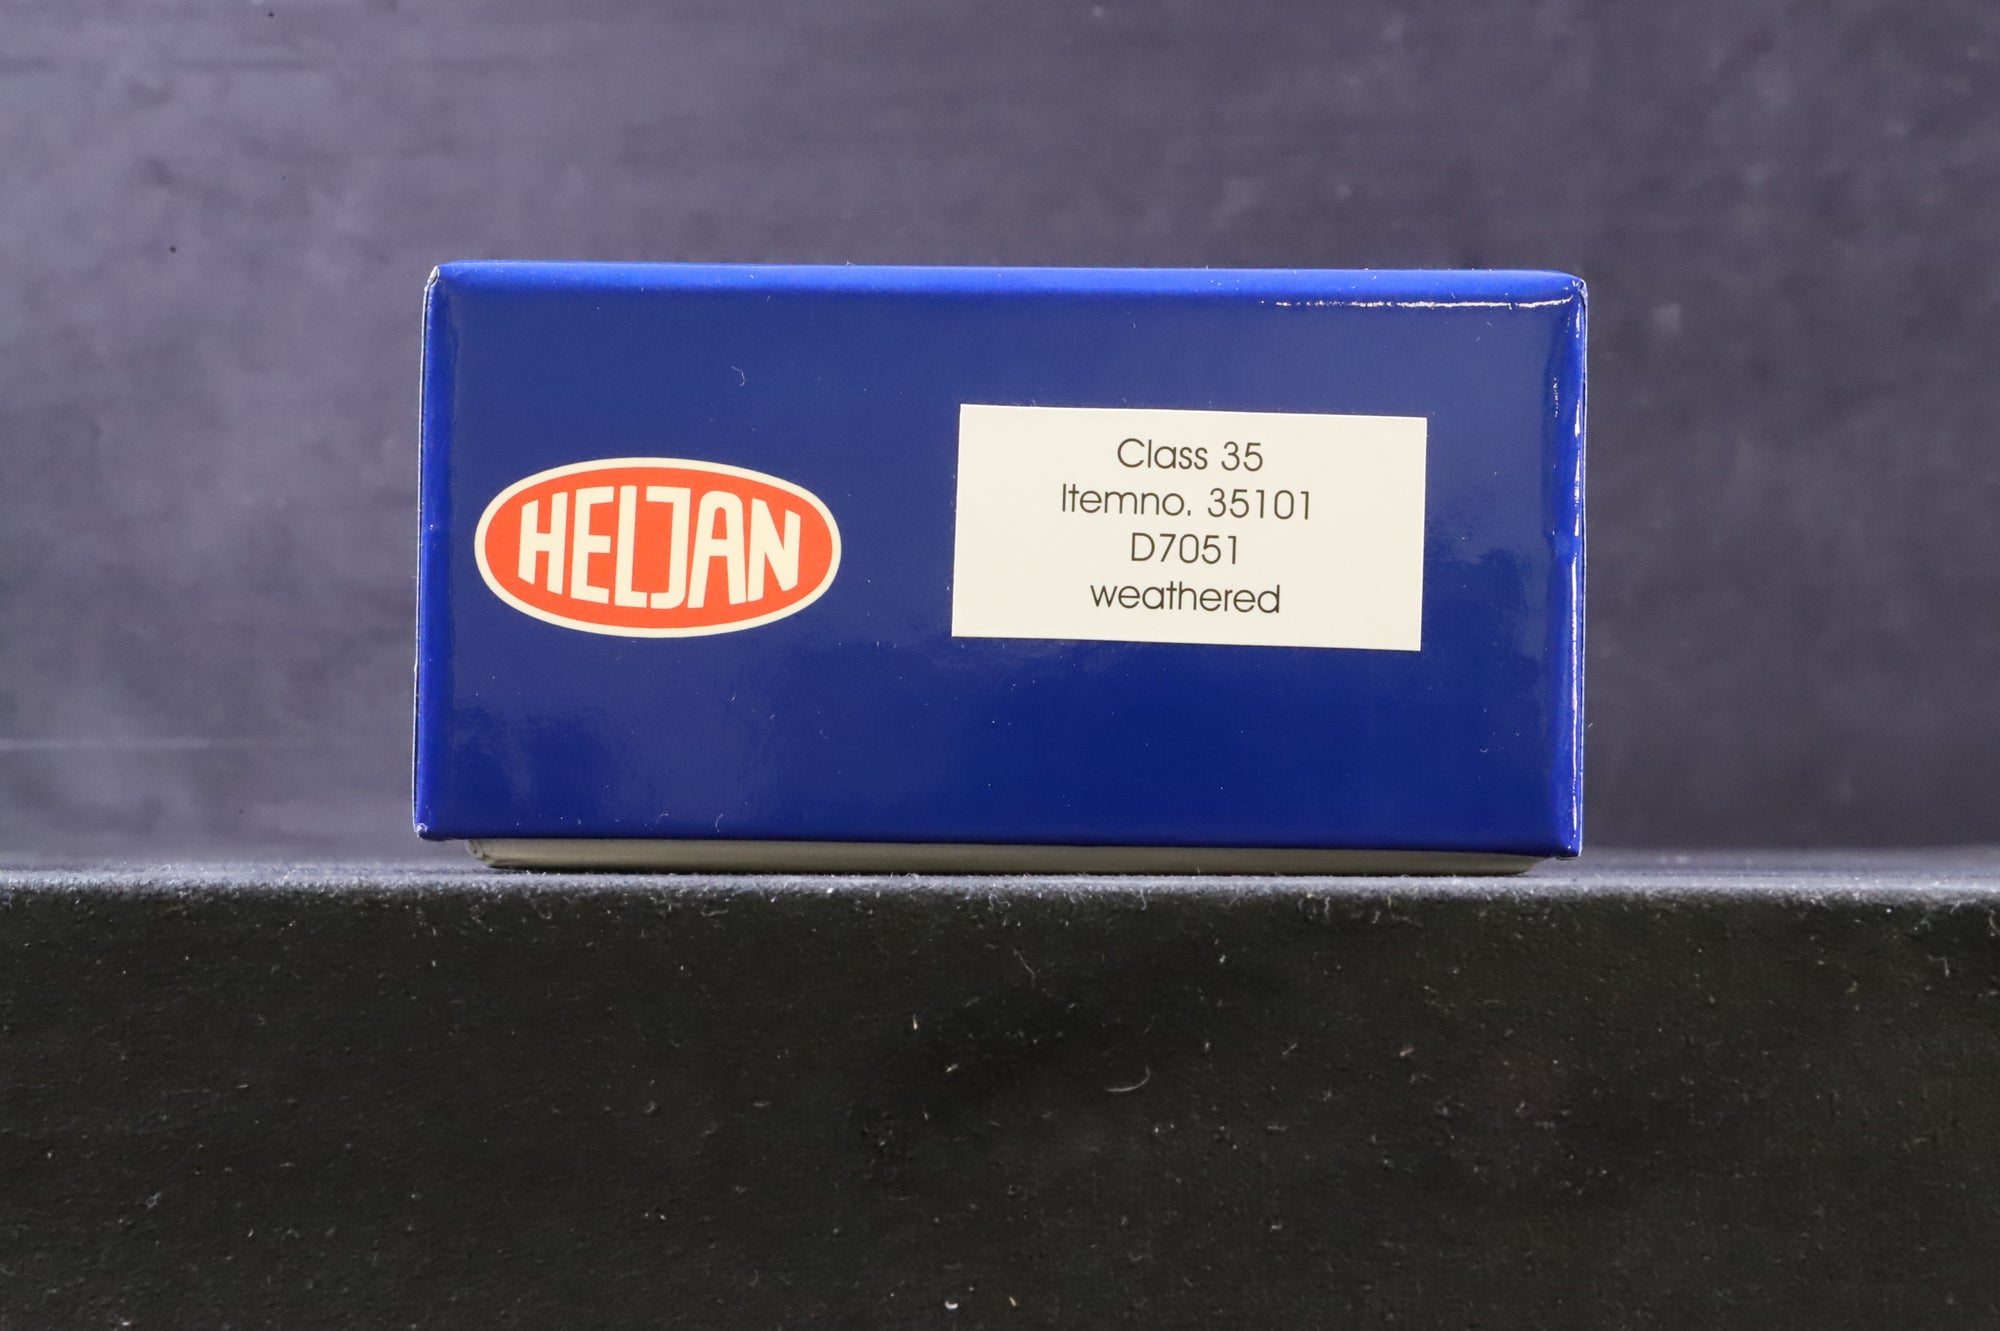 HELJAN
Class 35
Itemno. 35101
D7051
weathered